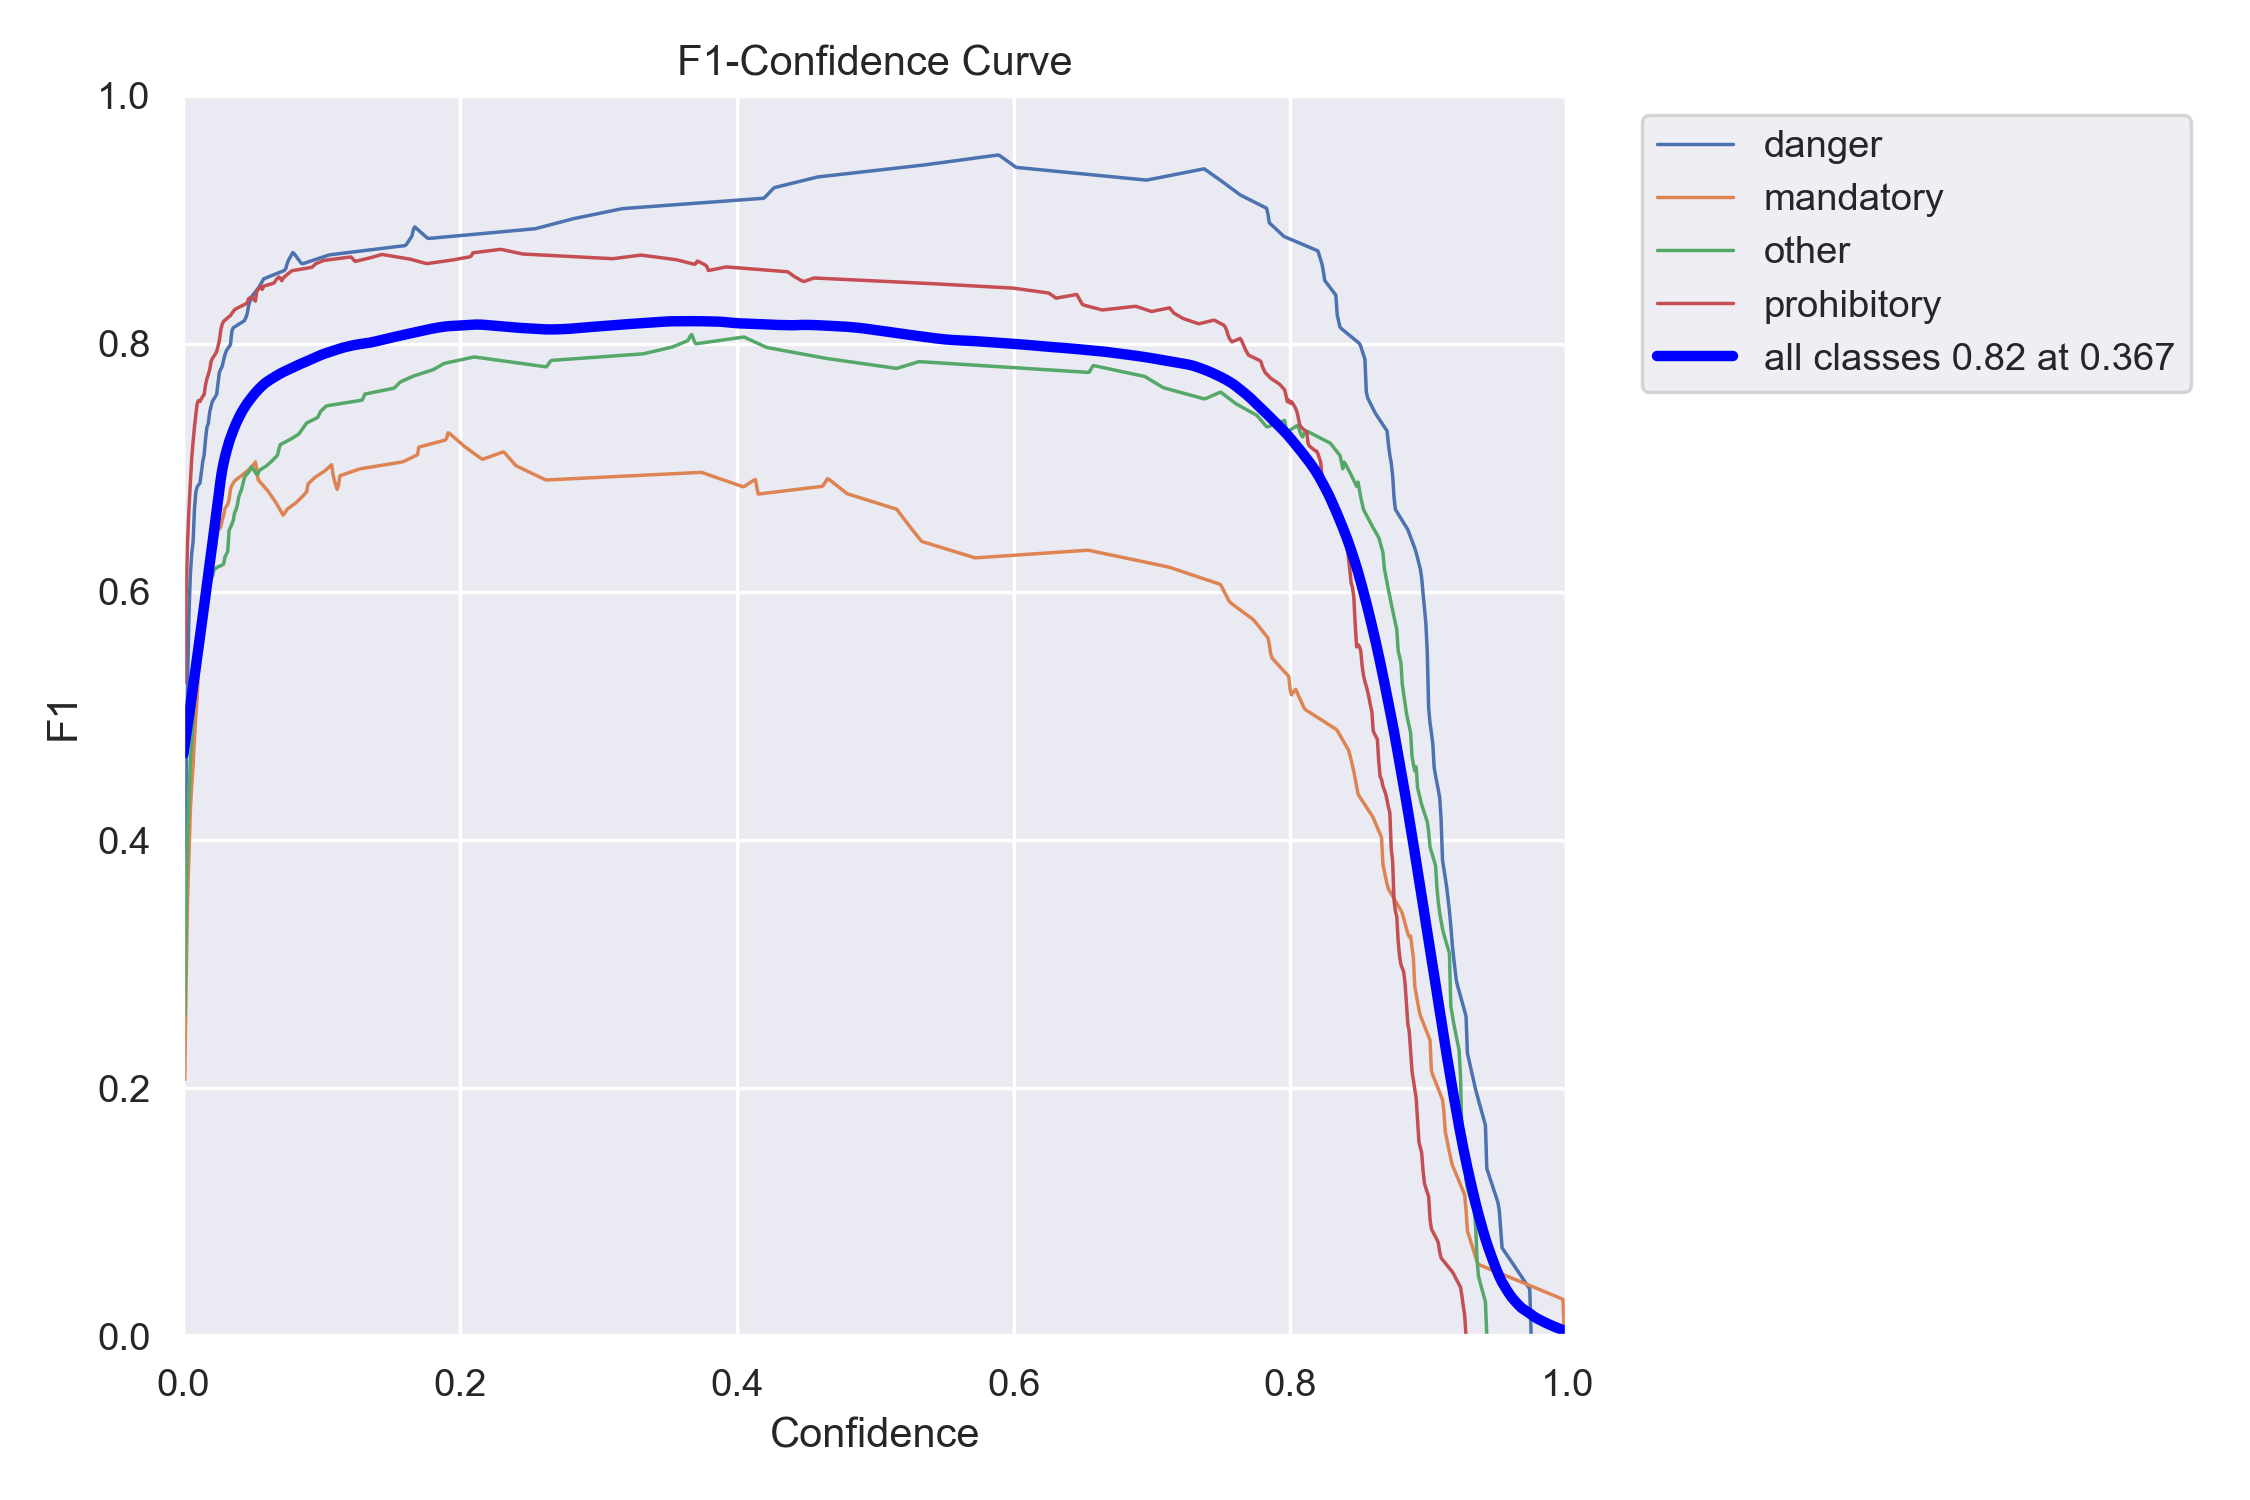 F1-Confidence Curve
1.0
0.8
0.6
0.4
0.2
0.0
F1
0.0 0.2 0.4 0.6 0.8 1.0
Confidence
danger
mandatory
other
prohibitory
all classes 0.82 at 0.367